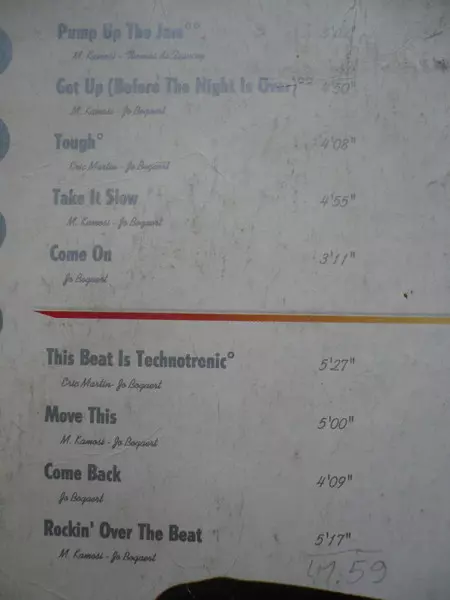 Pump Up The Jam°°
M. Kamosi - Thomas de Quincey
Get Up (Before The Night Is Over)°° 4'50"
M. Kamosi - Jo Bogaert
Tough° 4'08"
Eric Martin - Jo Bogaert
Take It Slow 4'55"
M. Kamosi - Jo Bogaert
Come On 3'11"
Jo Bogaert
This Beat Is Technotronic° 5'27"
Eric Martin - Jo Bogaert
Move This 5'00"
M. Kamosi - Jo Bogaert
Come Back 4'09"
Jo Bogaert
Rockin' Over The Beat 5'17"
M. Kamosi - Jo Bogaert